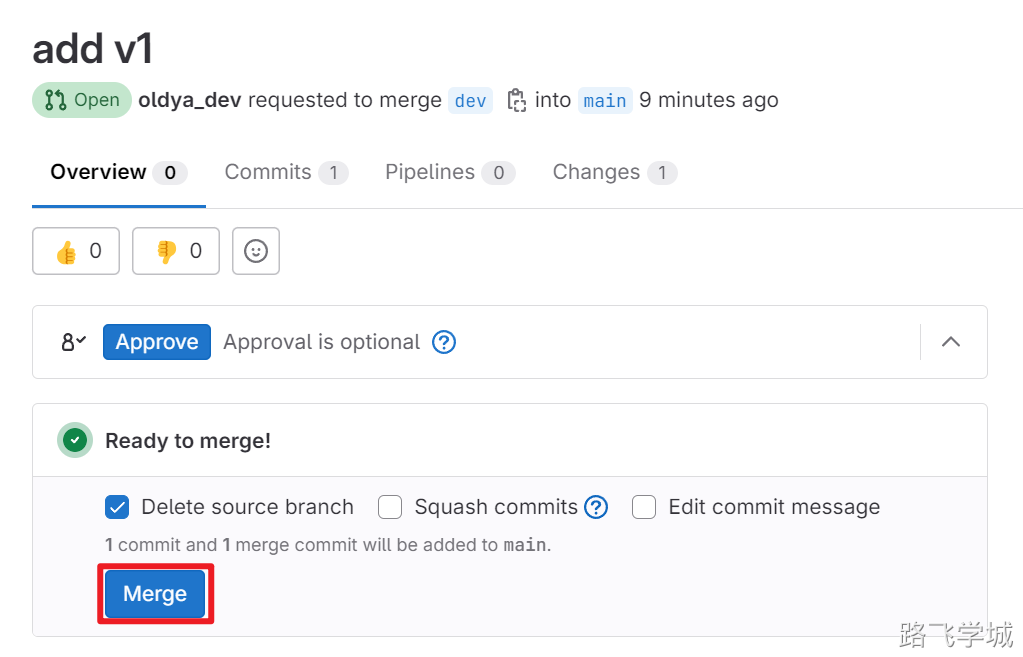 add v1
Open oldya_dev requested to merge dev into main 9 minutes ago
Overview 0 Commits 1 Pipelines 0 Changes 1
0 0
Approve Approval is optional
Ready to merge!
Delete source branch Squash commits Edit commit message
1 commit and 1 merge commit will be added to main.
Merge
路飞学城